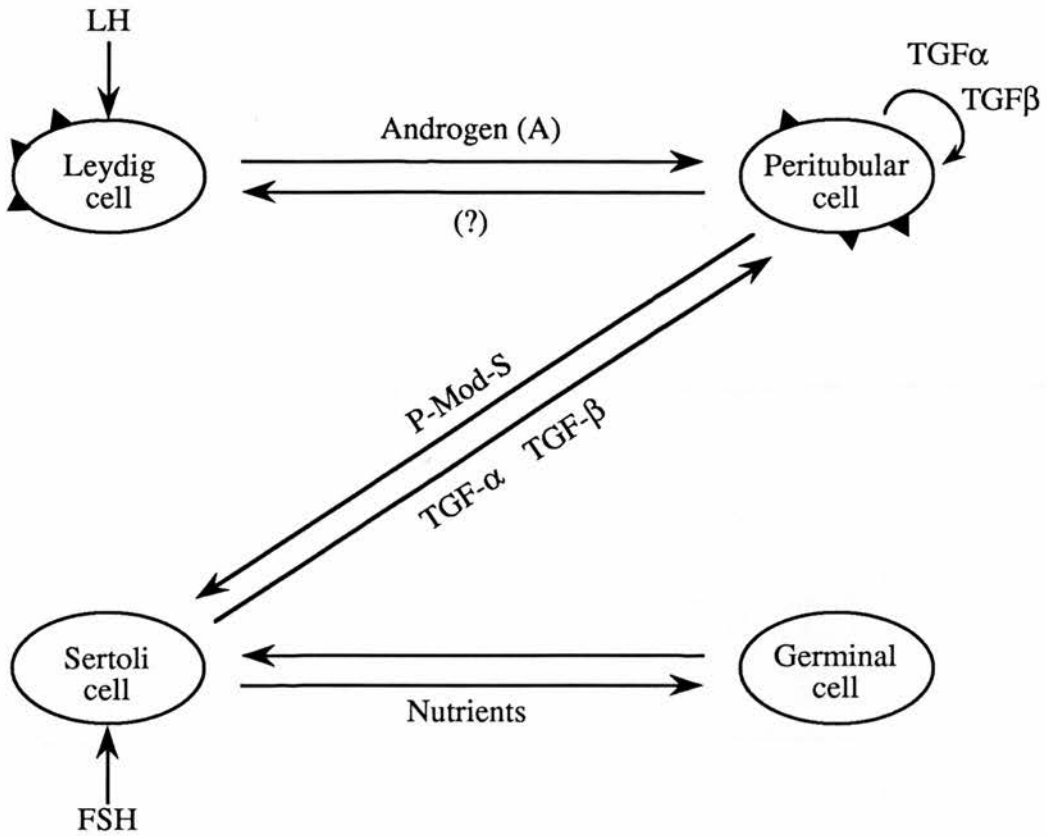 LH
TGFα
TGFβ
Androgen (A)
Leydig
cell
Peritubular
cell
(?)
P-Mod-S
TGF-α TGF-β
Sertoli
cell
Germinal
cell
Nutrients
FSH